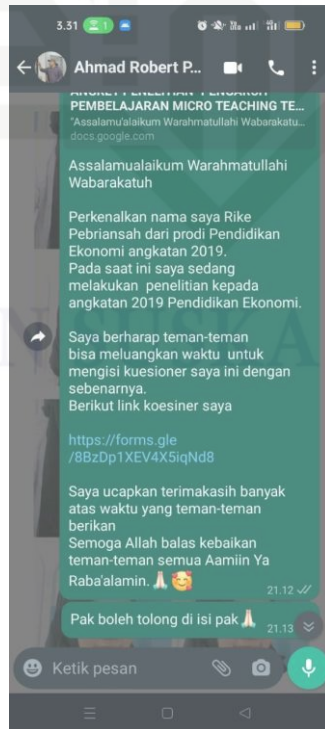 3.31
Ahmad Robert P...
PEMBELAJARAN MICRO TEACHING TE...
"Assalamu'alaikum Warahmatullahi Wabarakatu...
docs.google.com
Assalamualaikum Warahmatullahi
Wabarakatuh
Perkenalkan nama saya Rike
Pebriansah dari prodi Pendidikan
Ekonomi angkatan 2019.
Pada saat ini saya sedang
melakukan penelitian kepada
angkatan 2019 Pendidikan Ekonomi.
Saya berharap teman-teman
bisa meluangkan waktu untuk
mengisi kuesioner saya ini dengan
sebenarnya.
Berikut link koesiner saya
https://forms.gle
/8BzDp1XEV4X5iqNd8
Saya ucapkan terimakasih banyak
atas waktu yang teman-teman
berikan
Semoga Allah balas kebaikan
teman-teman semua Aamiin Ya
Raba'alamin.🙏🏻🥰
21.12
Pak boleh tolong di isi pak🙏🏻
21.13
Ketik pesan